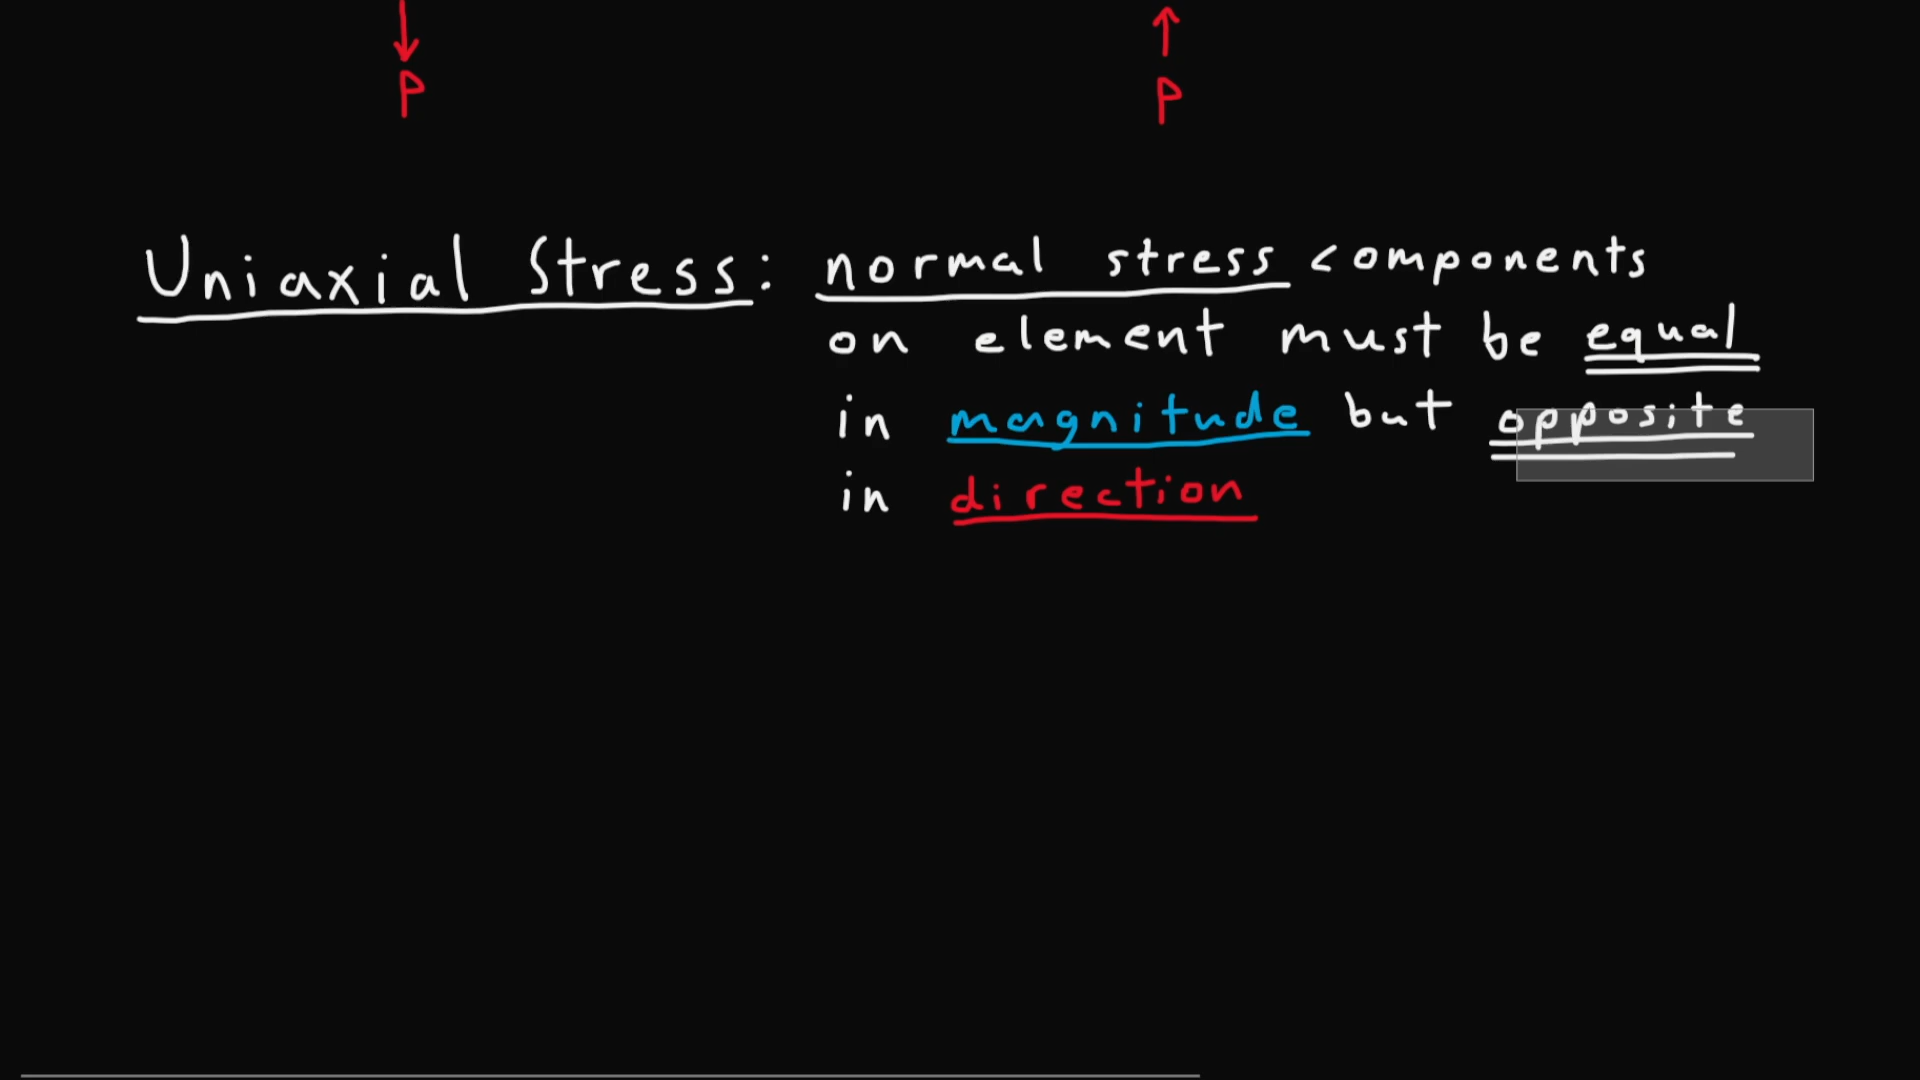 P P
Uniaxial Stress: normal stress components
on element must be equal
in magnitude but opposite
in direction